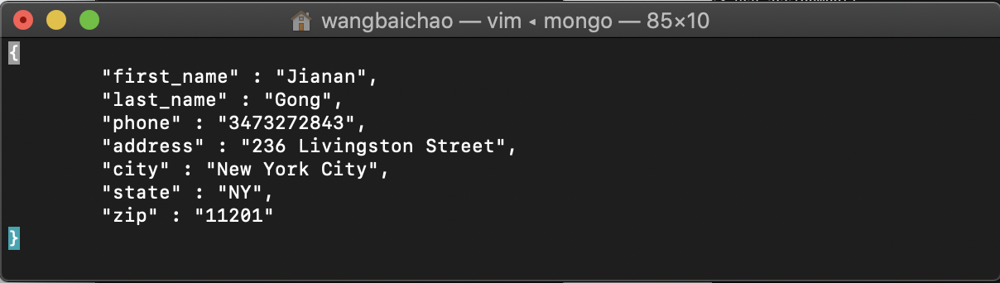 wangbaichao — vim ◂ mongo — 85×10
{
"first_name" : "Jianan",
"last_name" : "Gong",
"phone" : "3473272843",
"address" : "236 Livingston Street",
"city" : "New York City",
"state" : "NY",
"zip" : "11201"
}